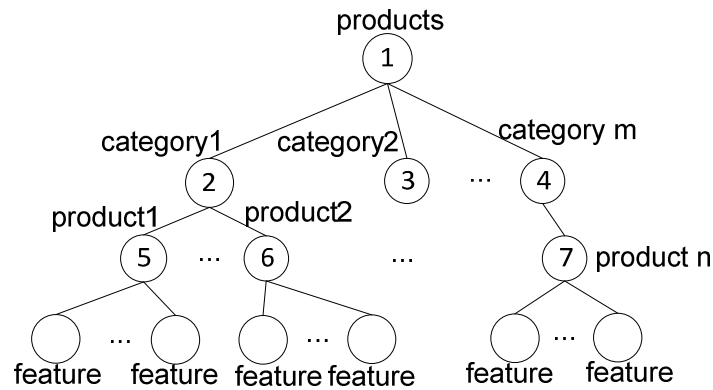 products
1
category1 category2 category m
2 3 ... 4
product1 product2
5 ... 6 ... 7 product n
... ... ...
feature feature feature feature feature feature